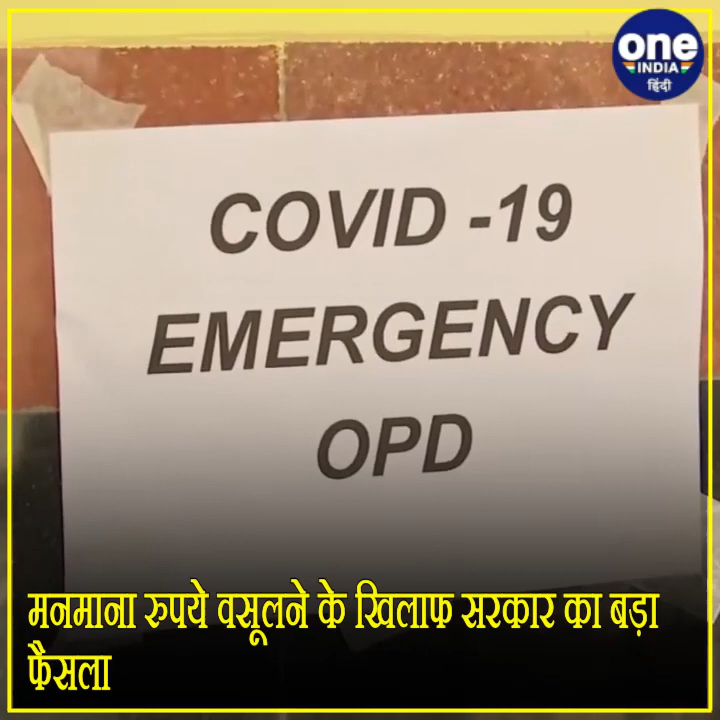 one
INDIA
हिंदी
COVID -19
EMERGENCY
OPD
मनमाना रुपये वसूलने के खिलाफ सरकार का बड़ा
फैसला